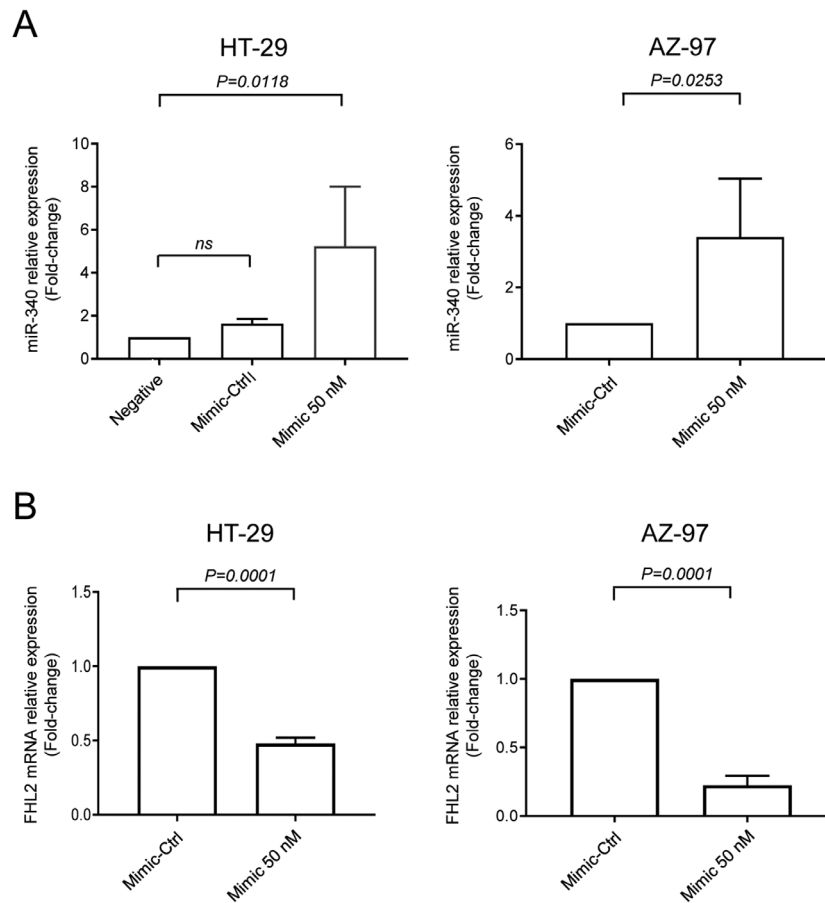 A
HT-29
P=0.0118
miR-340 relative expression
(Fold-change)
10
8
6
4
2
0
ns
Negative
Mimic-Ctrl|
Mimic 50 nM
AZ-97
P=0.0253
miR-340 relative expression
(Fold-change)
6
4
2
0
Mimic-Ctrl
Mimic 50 nM
B
HT-29
P=0.0001
FHL2 mRNA relative expression
(Fold-change)
1.5
1.0
0.5
0.0
Mimic-Ctrl
Mimic 50 nM
AZ-97
P=0.0001
FHL2 mRNA relative expression
(Fold-change)
1.5
1.0
0.5
0.0
Mimic-Ctrl
Mimic 50 nM